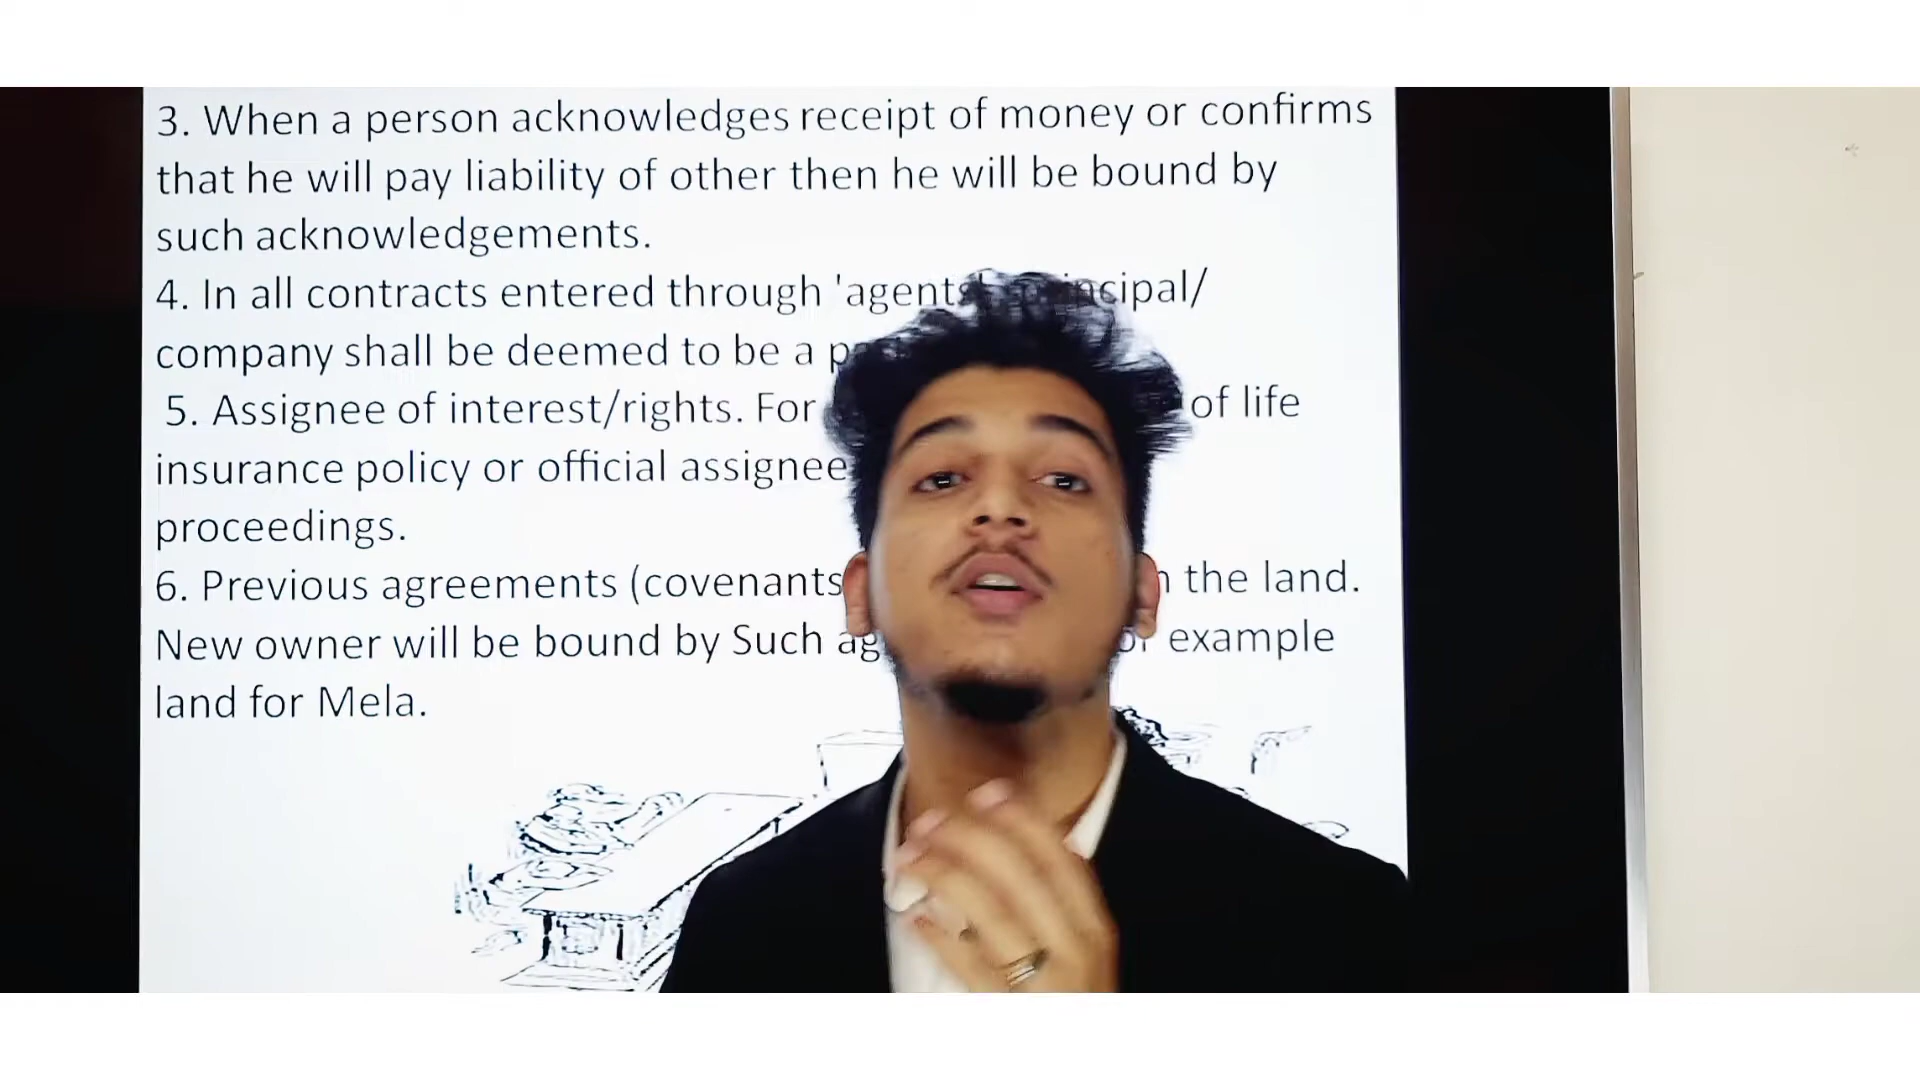 3. When a person acknowledges receipt of money or confirms
that he will pay liability of other then he will be bound by
such acknowledgements.
4. In all contracts entered through 'agents'
company shall be deemed to be a
5. Assignee of interest/rights. For of life
insurance policy or official assignee
proceedings.
6. Previous agreements (covenants the land.
New owner will be bound by Such example
land for Mela.